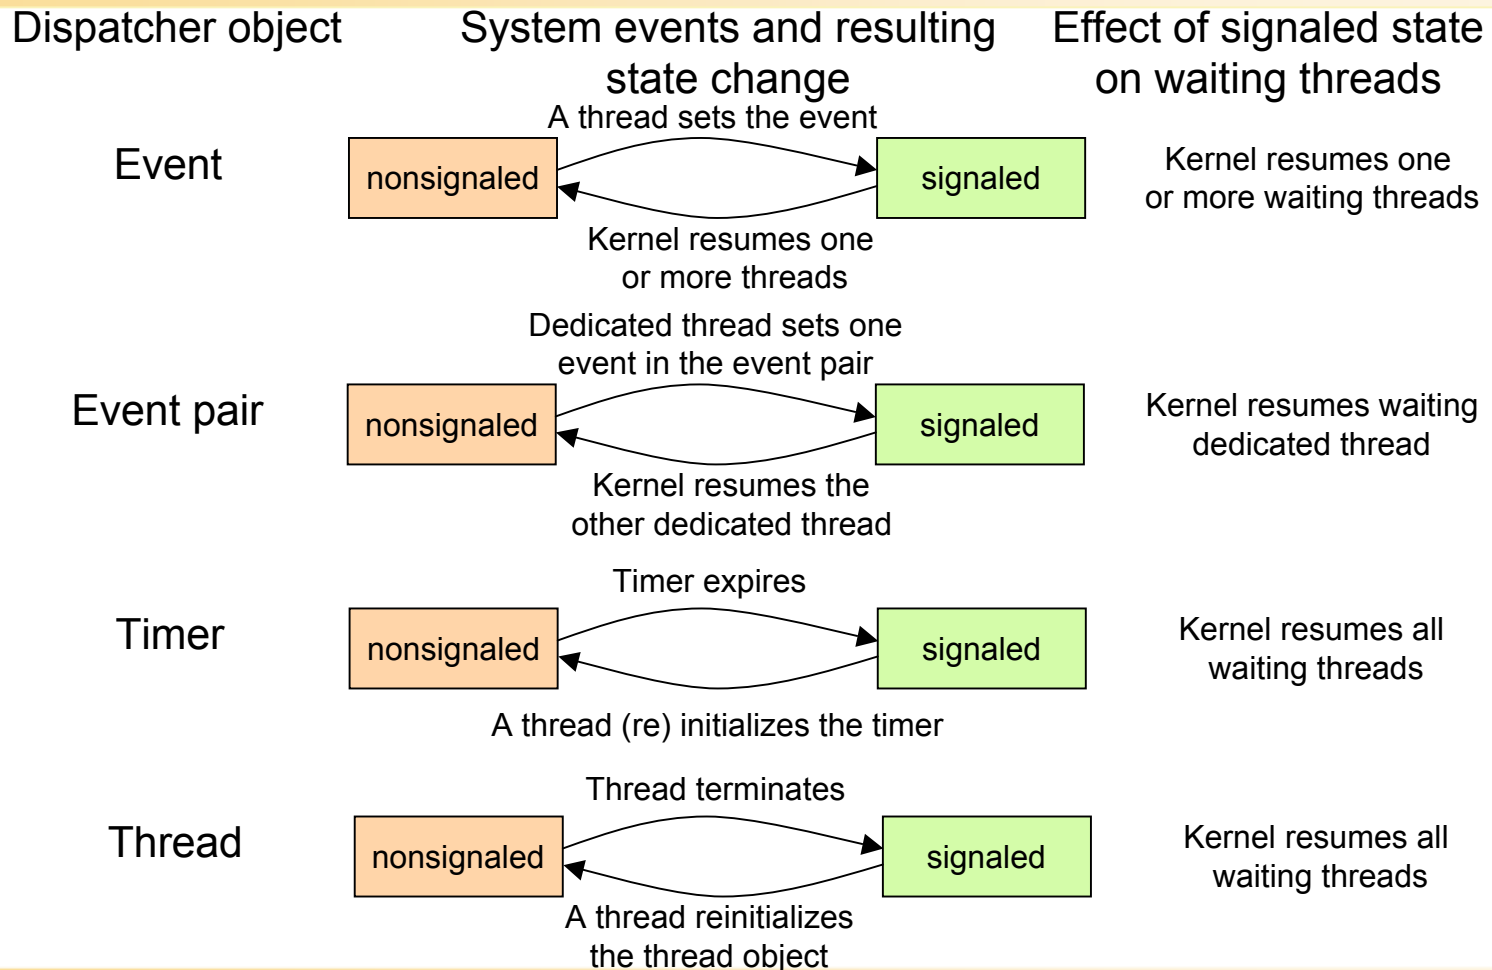 Dispatcher object
System events and resulting
state change
Effect of signaled state
on waiting threads
Event
A thread sets the event
nonsignaled
signaled
Kernel resumes one
or more threads
Kernel resumes one
or more waiting threads
Event pair
Dedicated thread sets one
event in the event pair
nonsignaled
signaled
Kernel resumes the
other dedicated thread
Kernel resumes waiting
dedicated thread
Timer
Timer expires
nonsignaled
signaled
A thread (re) initializes the timer
Kernel resumes all
waiting threads
Thread
Thread terminates
nonsignaled
signaled
A thread reinitializes
the thread object
Kernel resumes all
waiting threads